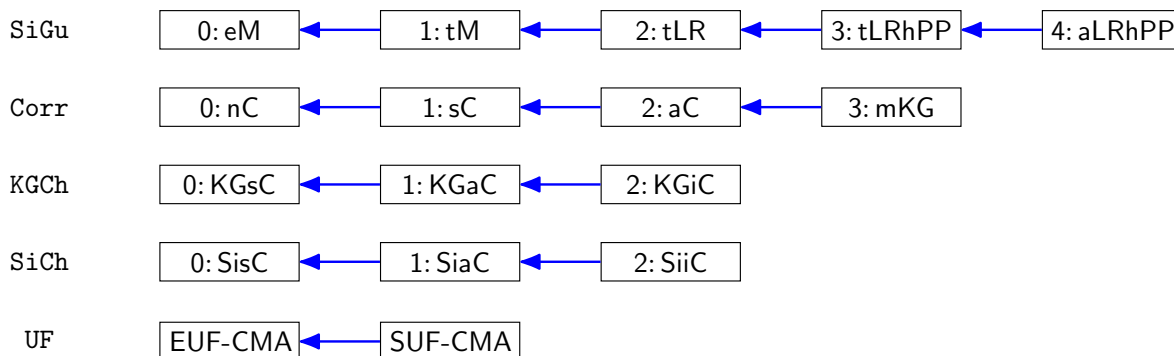 SiGu 0: eM 1: tM 2: tLR 3: tLRhPP 4: aLRhPP
Corr 0: nC 1: sC 2: aC 3: mKG
KGCh 0: KGsC 1: KGaC 2: KGiC
SiCh 0: SisC 1: SiaC 2: SiiC
UF EUF-CMA SUF-CMA